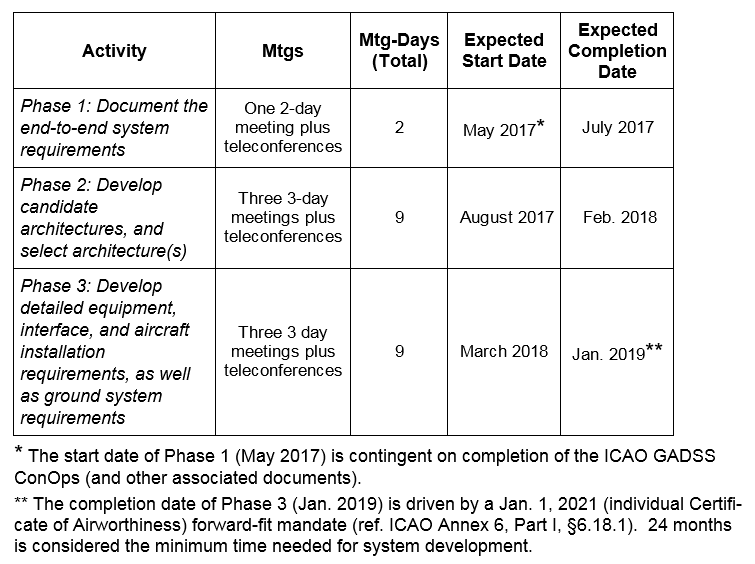 Activity
Mtgs
Mtg-Days
(Total)
Expected
Start Date
Expected
Completion
Date
Phase 1: Document the
end-to-end system
requirements
One 2-day
meeting plus
teleconferences
2
May 2017*
July 2017
Phase 2: Develop
candidate
architectures, and
select architecture(s)
Three 3-day
meetings plus
teleconferences
9
August 2017
Feb. 2018
Phase 3: Develop
detailed equipment,
interface, and aircraft
installation
requirements, as well
as ground system
requirements
Three 3 day
meetings plus
teleconferences
9
March 2018
Jan. 2019**
* The start date of Phase 1 (May 2017) is contingent on completion of the ICAO GADSS
ConOps (and other associated documents).
** The completion date of Phase 3 (Jan. 2019) is driven by a Jan. 1, 2021 (individual Certifi-
cate of Airworthiness) forward-fit mandate (ref. ICAO Annex 6, Part I, §6.18.1).  24 months
is considered the minimum time needed for system development.